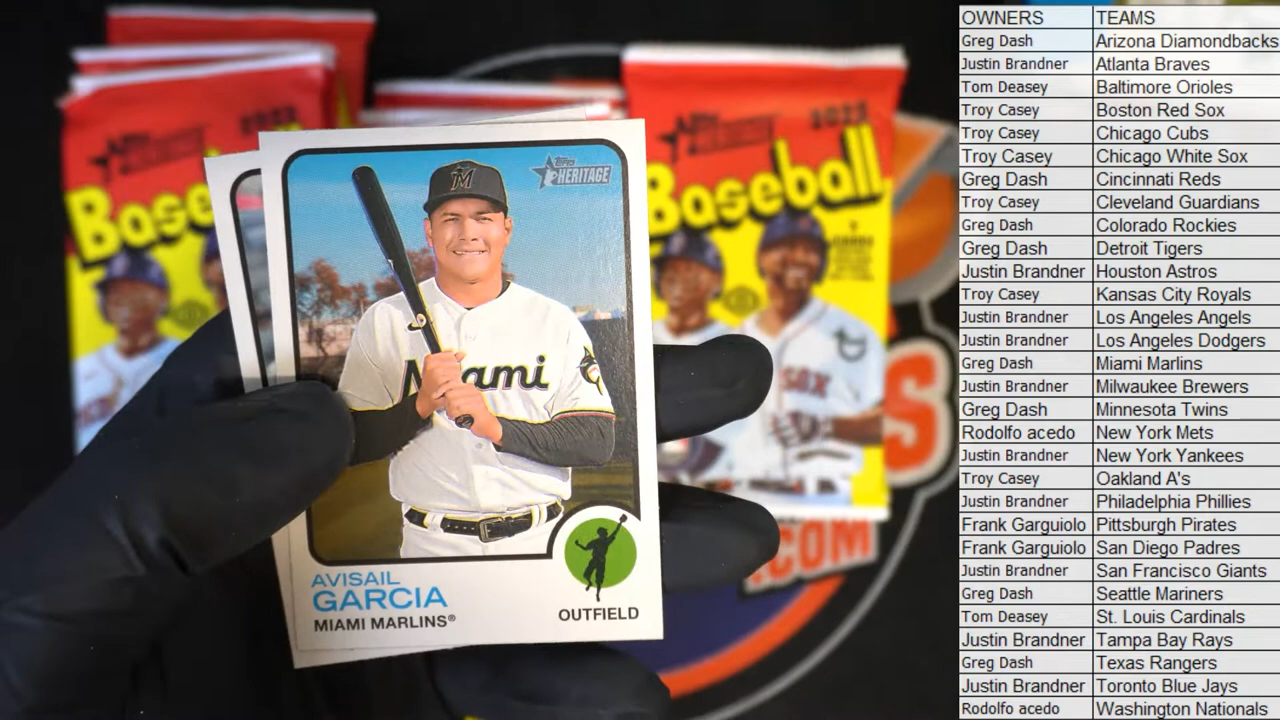 Topps
HERITAGE
M
Miami
AVISAIL
GARCIA
MIAMI MARLINS®
OUTFIELD
Base
2022
Baseball
SOX
S
.COM
OWNERS TEAMS
Greg Dash Arizona Diamondbacks
Justin Brandner Atlanta Braves
Tom Deasey Baltimore Orioles
Troy Casey Boston Red Sox
Troy Casey Chicago Cubs
Troy Casey Chicago White Sox
Greg Dash Cincinnati Reds
Troy Casey Cleveland Guardians
Greg Dash Colorado Rockies
Greg Dash Detroit Tigers
Justin Brandner Houston Astros
Troy Casey Kansas City Royals
Justin Brandner Los Angeles Angels
Justin Brandner Los Angeles Dodgers
Greg Dash Miami Marlins
Justin Brandner Milwaukee Brewers
Greg Dash Minnesota Twins
Rodolfo acedo New York Mets
Justin Brandner New York Yankees
Troy Casey Oakland A's
Justin Brandner Philadelphia Phillies
Frank Garguiolo Pittsburgh Pirates
Frank Garguiolo San Diego Padres
Justin Brandner San Francisco Giants
Greg Dash Seattle Mariners
Tom Deasey St. Louis Cardinals
Justin Brandner Tampa Bay Rays
Greg Dash Texas Rangers
Justin Brandner Toronto Blue Jays
Rodolfo acedo Washington Nationals